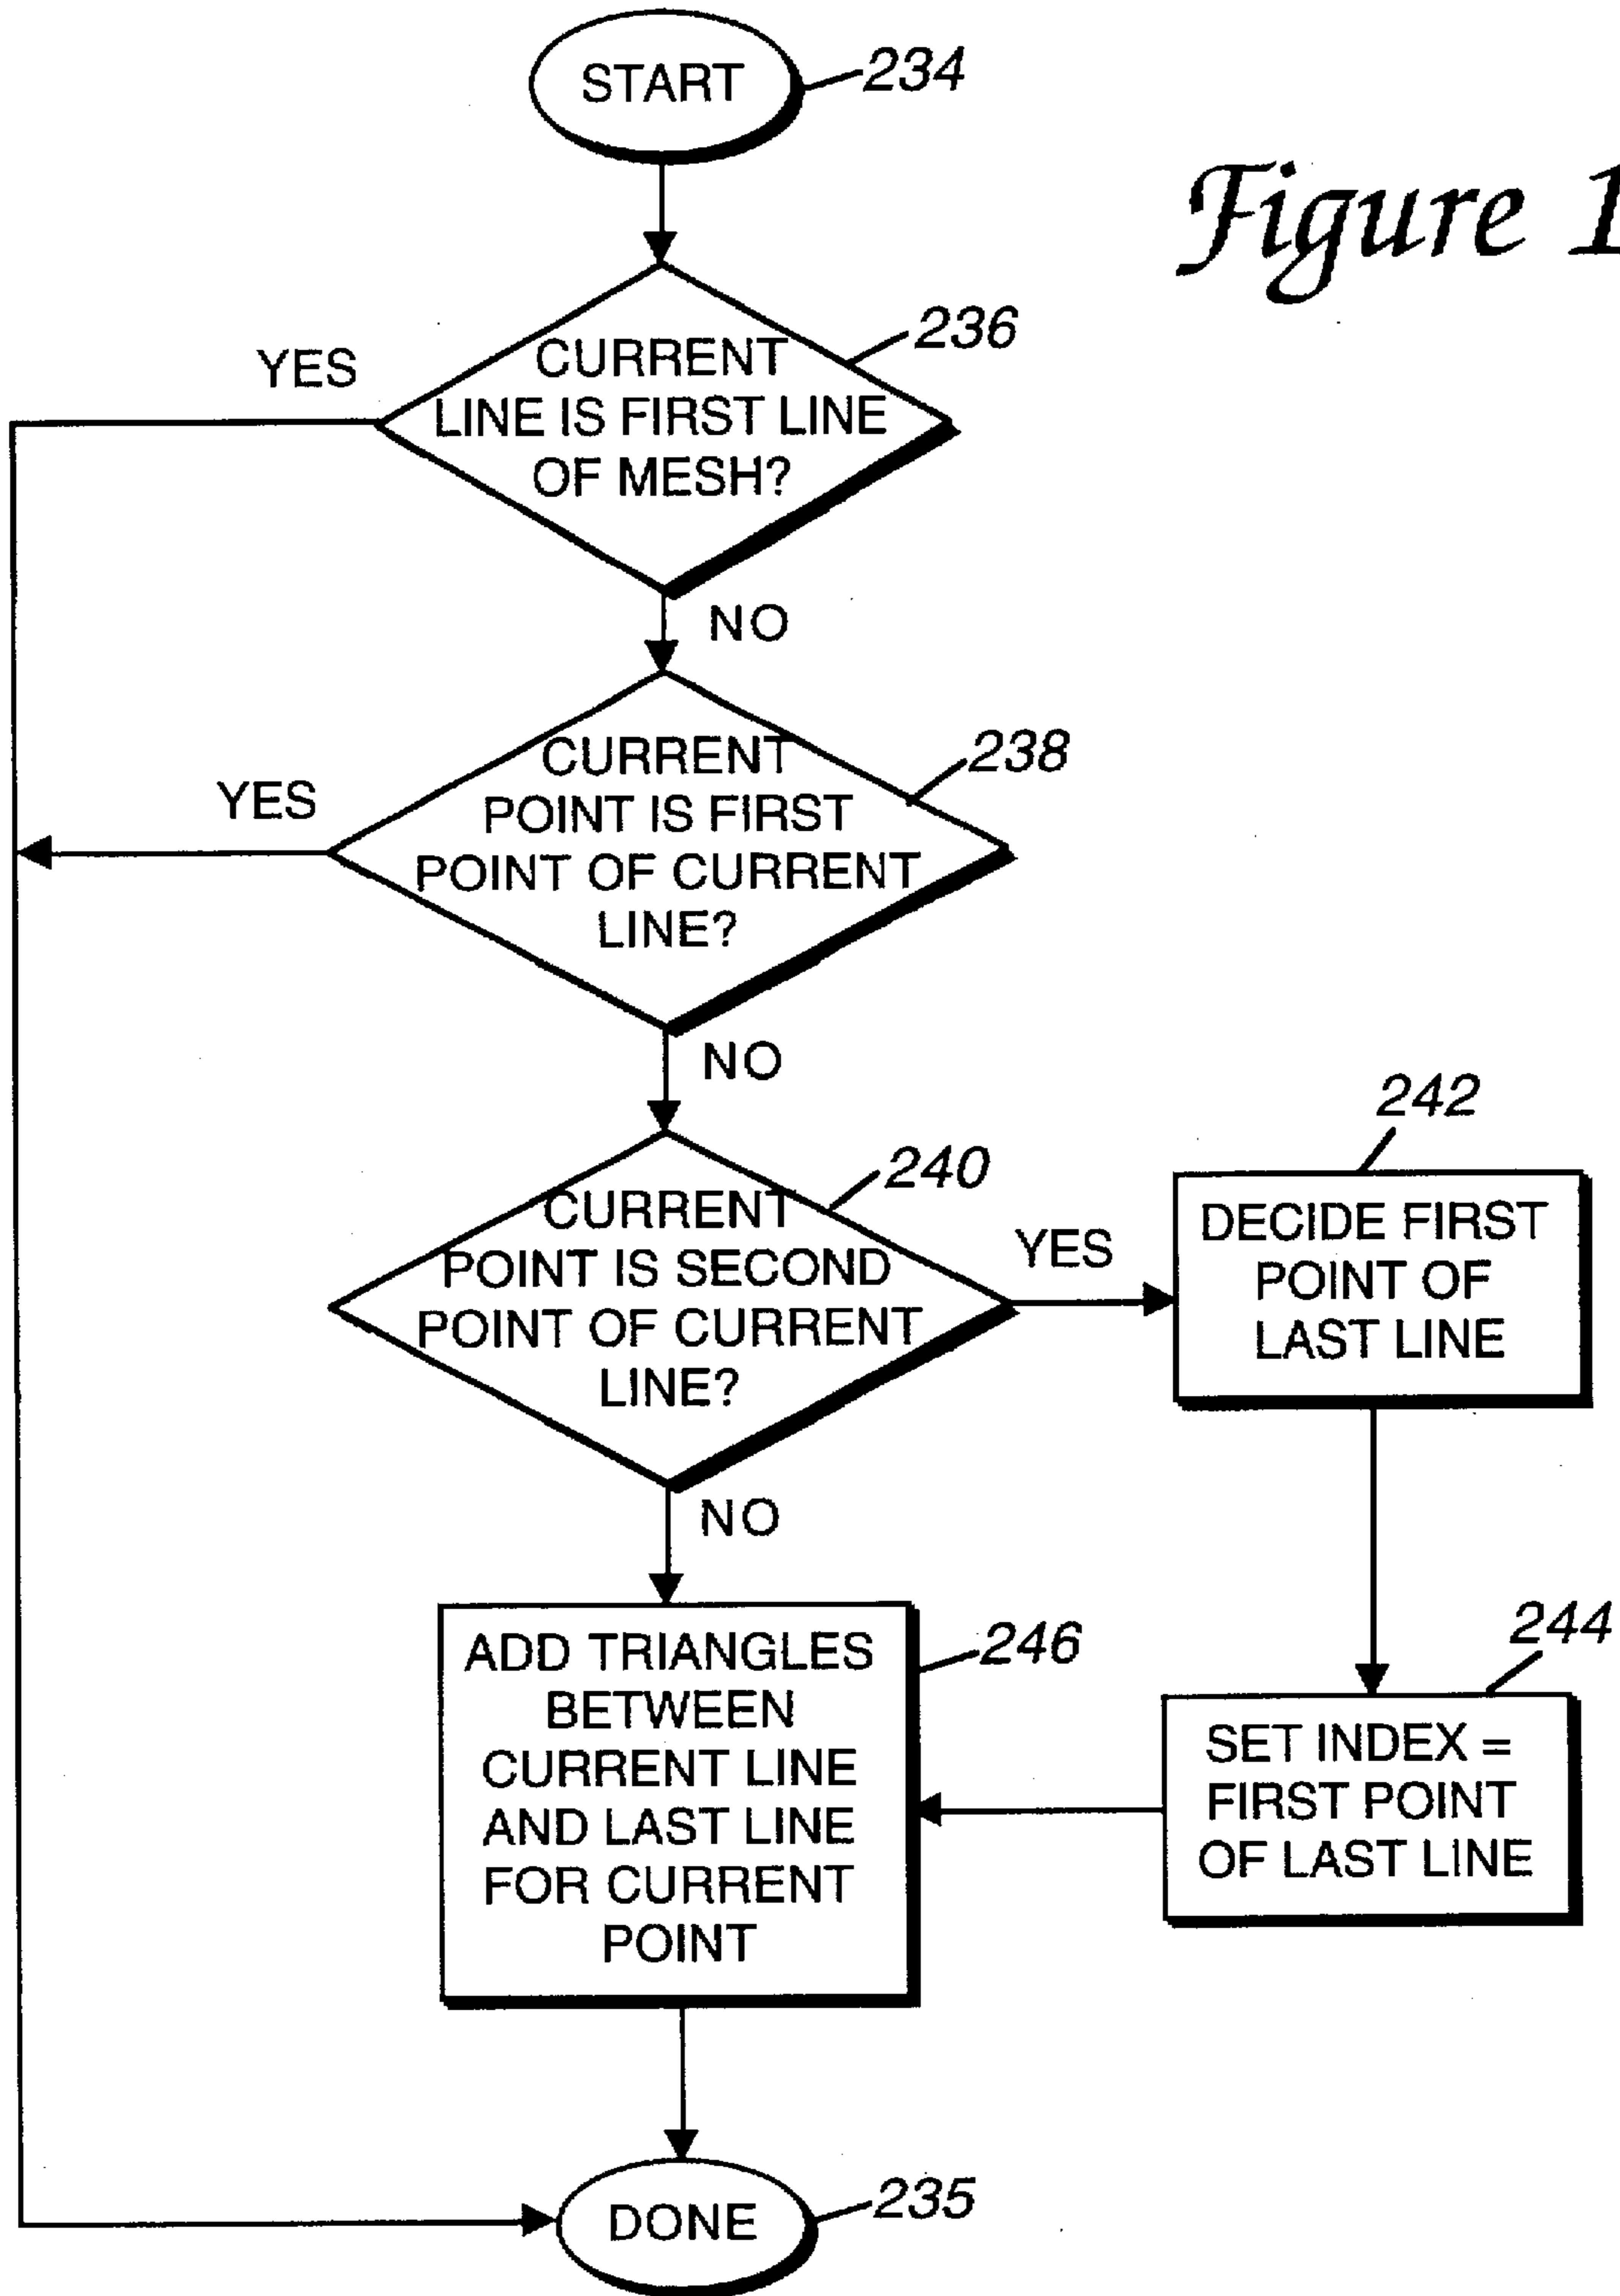 START
234
Figure 1
236
YES
CURRENT
LINE IS FIRST LINE
OF MESH?
NO
238
YES
CURRENT
POINT IS FIRST
POINT OF CURRENT
LINE?
NO
240
CURRENT
POINT IS SECOND
POINT OF CURRENT
LINE?
YES
242
DECIDE FIRST
POINT OF
LAST LINE
NO
244
SET INDEX =
FIRST POINT
OF LAST LINE
246
ADD TRIANGLES
BETWEEN
CURRENT LINE
AND LAST LINE
FOR CURRENT
POINT
DONE
235